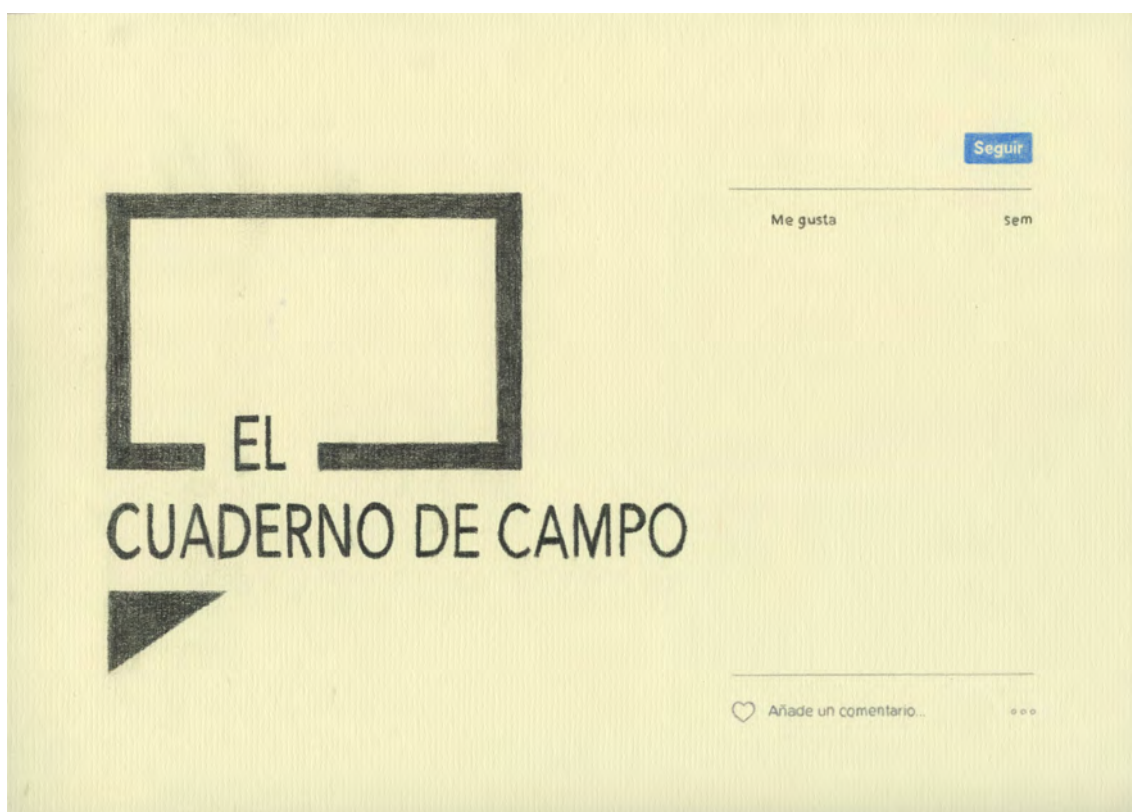 EL
CUADERNO DE CAMPO
Seguir
Me gusta sem
Añade un comentario...